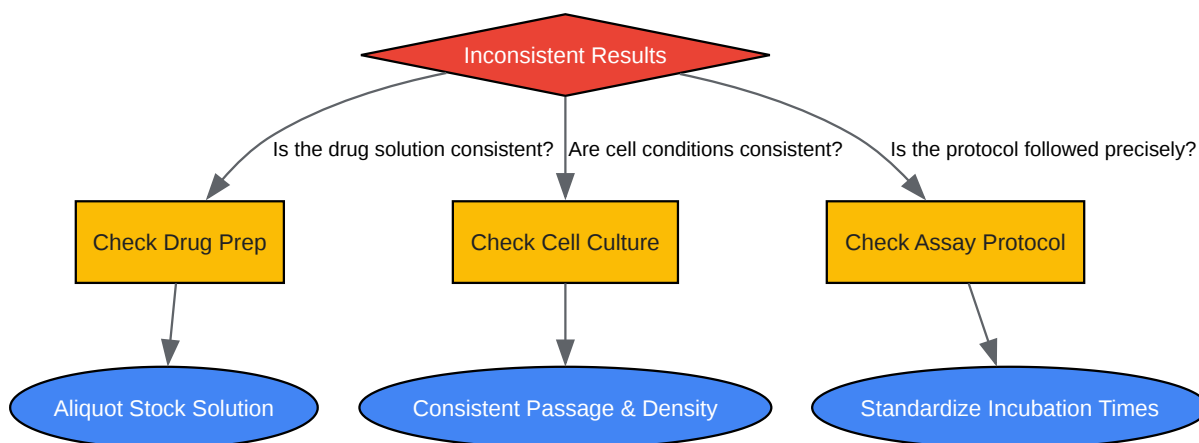 Inconsistent Results
Is the drug solution consistent?
Are cell conditions consistent?
Is the protocol followed precisely?
Check Drug Prep
Check Cell Culture
Check Assay Protocol
Aliquot Stock Solution
Consistent Passage & Density
Standardize Incubation Times